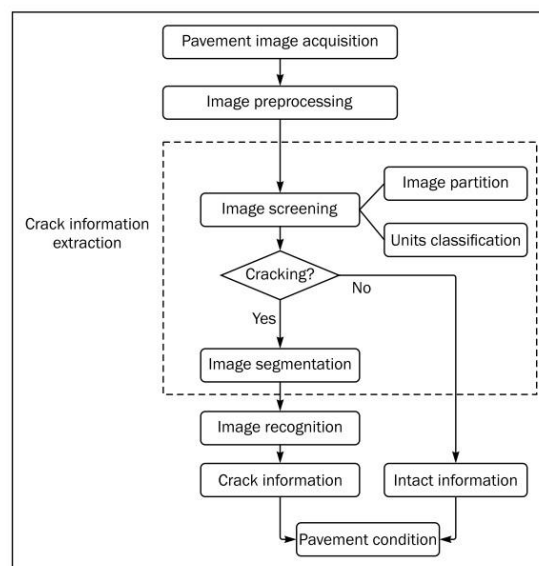 Pavement image acquisition
Image preprocessing
Image partition
Image screening
Crack information
extraction
Units classification
Cracking?
No
Yes
Image segmentation
Image recognition
Crack information
Intact information
Pavement condition